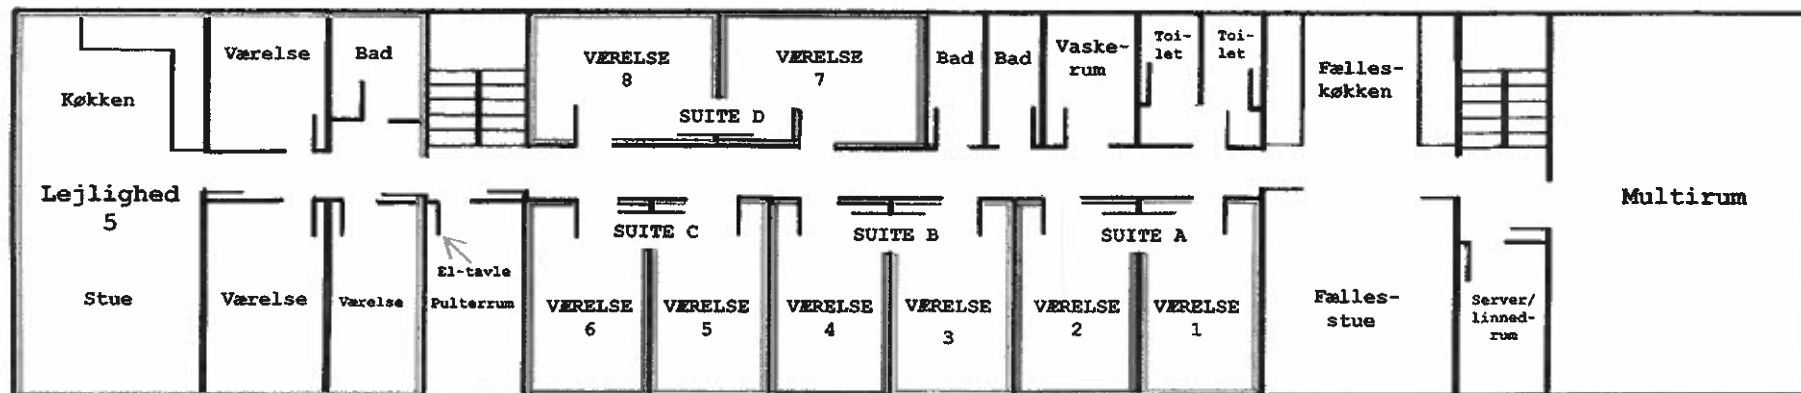 Køkken
Værelse
Bad
VÆRELSE
8
VÆRELSE
7
SUITE D
Bad
Bad
Vaske-
rum
Toi-
let
Toi-
let
Fælles-
køkken
Lejlighed
5
Multirum
Stue
Værelse
Værelse
El-tavle
Pulterrum
SUITE C
VÆRELSE
6
VÆRELSE
5
SUITE B
VÆRELSE
4
VÆRELSE
3
SUITE A
VÆRELSE
2
VÆRELSE
1
Fælles-
stue
Server/
linned-
rum